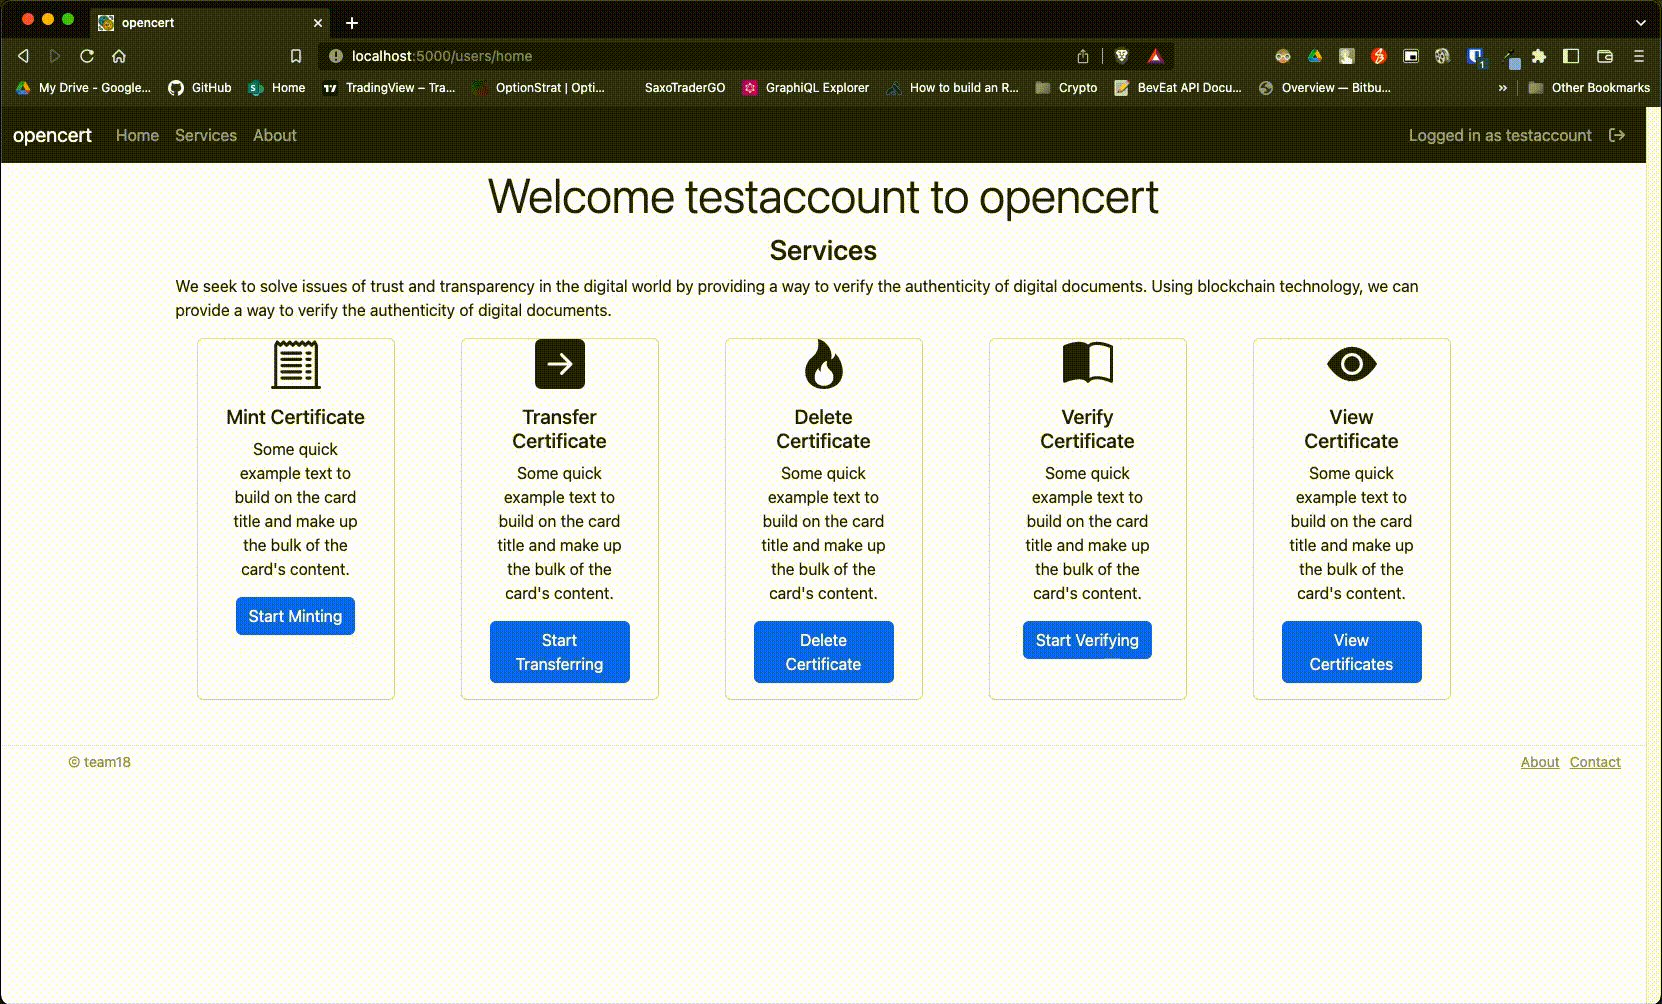 opencert
localhost:5000/users/home
1
My Drive - Google... GitHub Home TradingView – Tra... OptionStrat | Opti... SaxoTraderGO GraphiQL Explorer How to build an R... Crypto BevEat API Docu... Overview — Bitbu... » Other Bookmarks
opencert Home Services About Logged in as testaccount
Welcome testaccount to opencert
Services
We seek to solve issues of trust and transparency in the digital world by providing a way to verify the authenticity of digital documents. Using blockchain technology, we can
provide a way to verify the authenticity of digital documents.
Mint Certificate
Some quick
example text to
build on the card
title and make up
the bulk of the
card's content.
Start Minting
Transfer
Certificate
Some quick
example text to
build on the card
title and make up
the bulk of the
card's content.
Start
Transferring
Delete
Certificate
Some quick
example text to
build on the card
title and make up
the bulk of the
card's content.
Delete
Certificate
Verify
Certificate
Some quick
example text to
build on the card
title and make up
the bulk of the
card's content.
Start Verifying
View
Certificate
Some quick
example text to
build on the card
title and make up
the bulk of the
card's content.
View
Certificates
© team18 About Contact